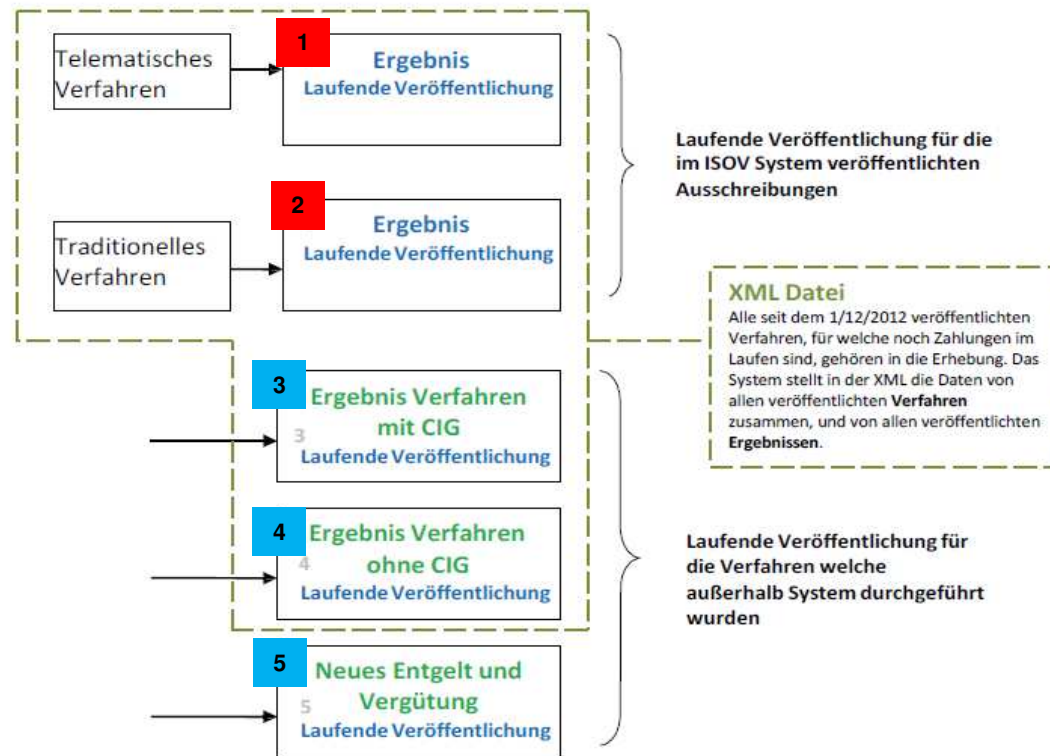 1
Telematisches
Verfahren
Ergebnis
Laufende Veröffentlichung
2
Traditionelles
Verfahren
Ergebnis
Laufende Veröffentlichung
Laufende Veröffentlichung für die
im ISOV System veröffentlichten
Ausschreibungen
XML Datei
Alle seit dem 1/12/2012 veröffentlichten
Verfahren, für welche noch Zahlungen im
Laufen sind, gehören in die Erhebung. Das
System stellt in der XML die Daten von
allen veröffentlichten Verfahren
zusammen, und von allen veröffentlichten
Ergebnissen.
3
Ergebnis Verfahren
mit CIG
3
Laufende Veröffentlichung
4
Ergebnis Verfahren
ohne CIG
4
Laufende Veröffentlichung
5
Neues Entgelt und
Vergütung
5
Laufende Veröffentlichung
Laufende Veröffentlichung für
die Verfahren welche
außerhalb System durchgeführt
wurden